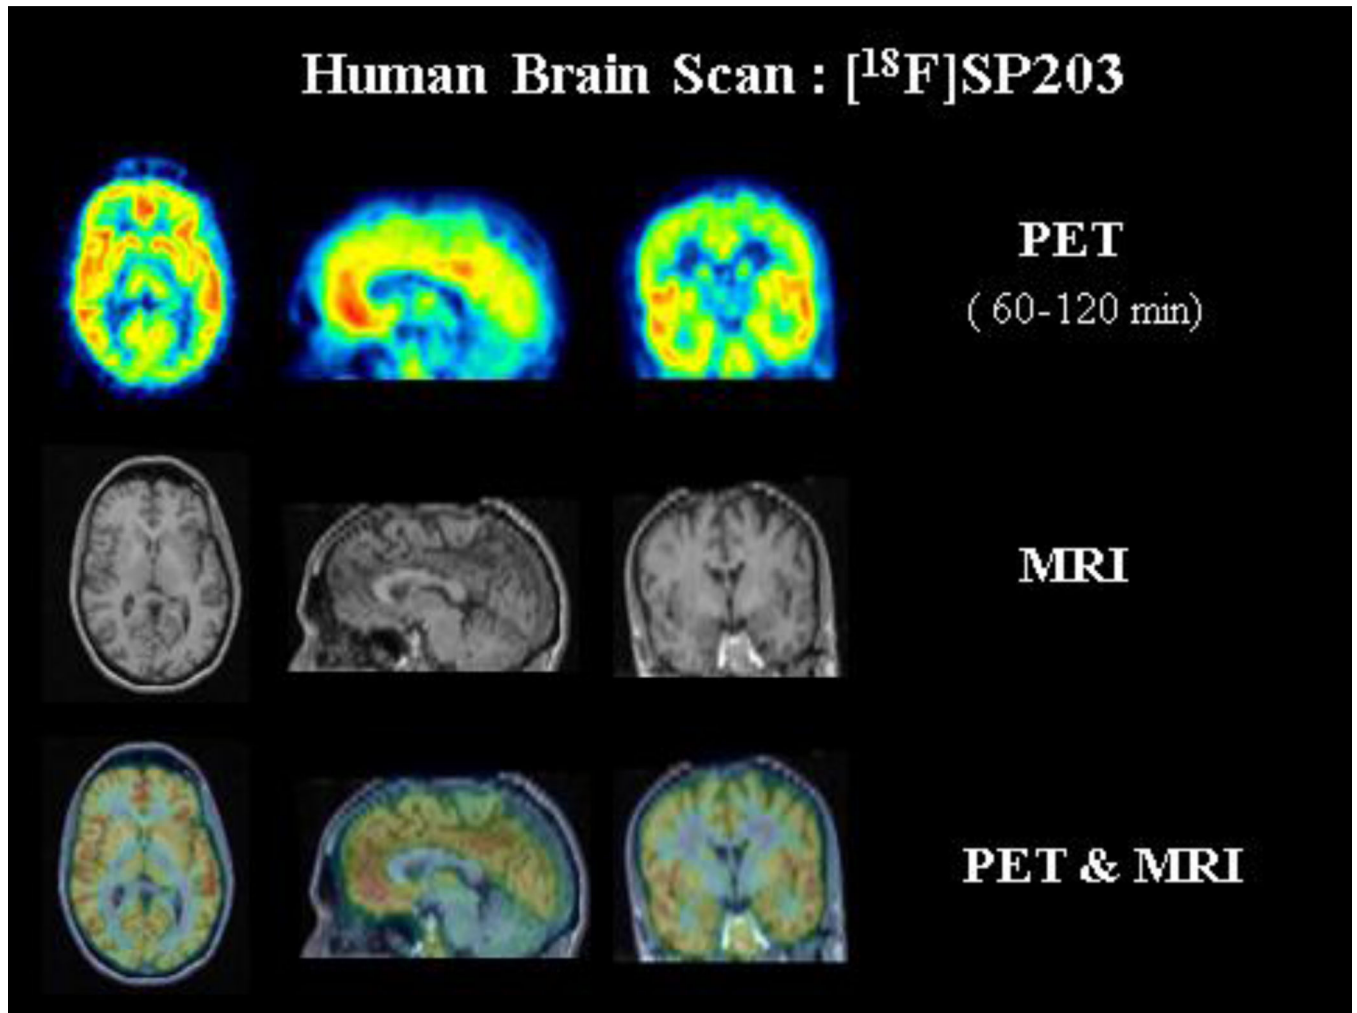 Human Brain Scan : [¹⁸F]SP203
PET
( 60-120 min)
MRI
PET & MRI